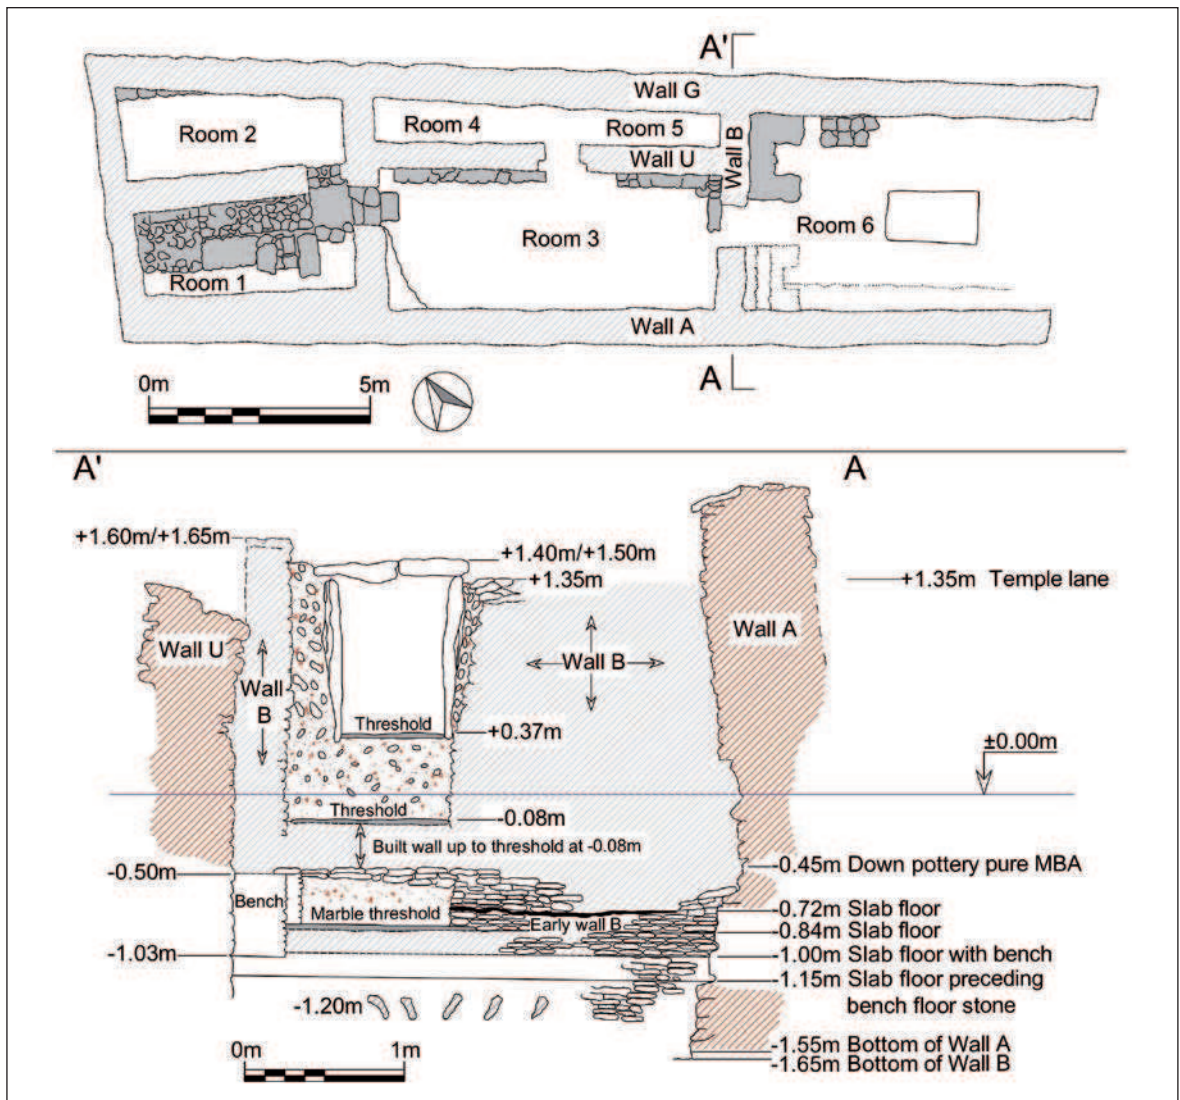 A'
Wall G
Room 2
Room 4
Room 5
Wall B
Wall U
Room 3
Room 6
Room 1
Wall A
A
0m 5m
A' A
+1.60m/+1.65m
+1.40m/+1.50m
+1.35m
+1.35m Temple lane
Wall U
Wall
B
Wall B
Wall A
Threshold
+0.37m
±0.00m
Threshold
-0.08m
Built wall up to threshold at -0.08m
-0.45m Down pottery pure MBA
-0.50m
Bench
Marble threshold
Early wall B
-0.72m Slab floor
-0.84m Slab floor
-1.03m
-1.00m Slab floor with bench
-1.15m Slab floor preceding
bench floor stone
-1.20m
-1.55m Bottom of Wall A
-1.65m Bottom of Wall B
0m 1m